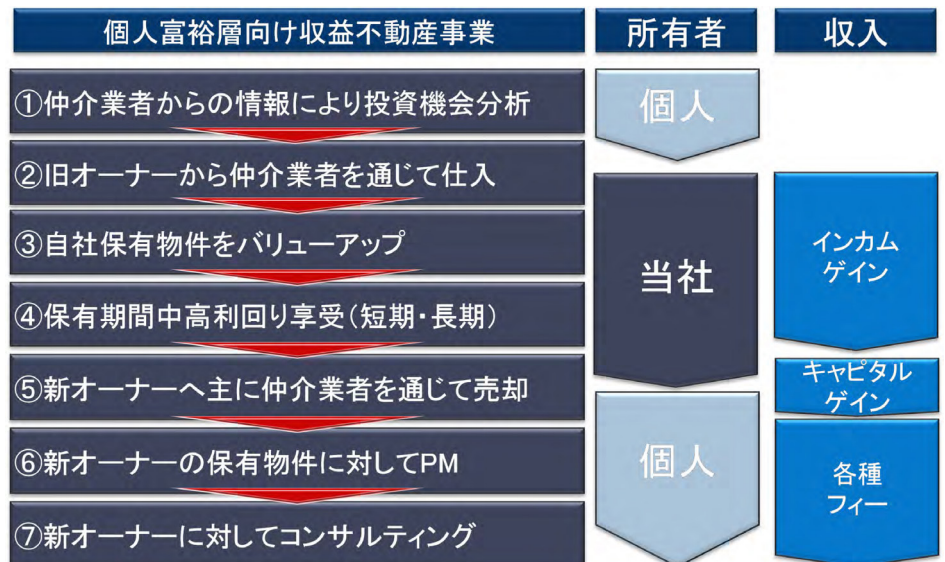 個人富裕層向け収益不動産事業
所有者
収入
①仲介業者からの情報により投資機会分析
個人
②旧オーナーから仲介業者を通じて仕入
③自社保有物件をバリューアップ
④保有期間中高利回り享受(短期・長期)
当社
インカム
ゲイン
⑤新オーナーへ主に仲介業者を通じて売却
キャピタル
ゲイン
⑥新オーナーの保有物件に対してPM
⑦新オーナーに対してコンサルティング
個人
各種
フィー